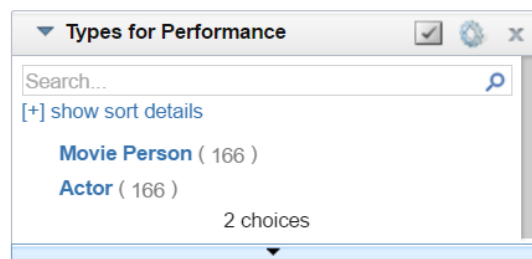 Types for Performance
Search...
[+] show sort details
Movie Person ( 166 )
Actor ( 166 )
2 choices